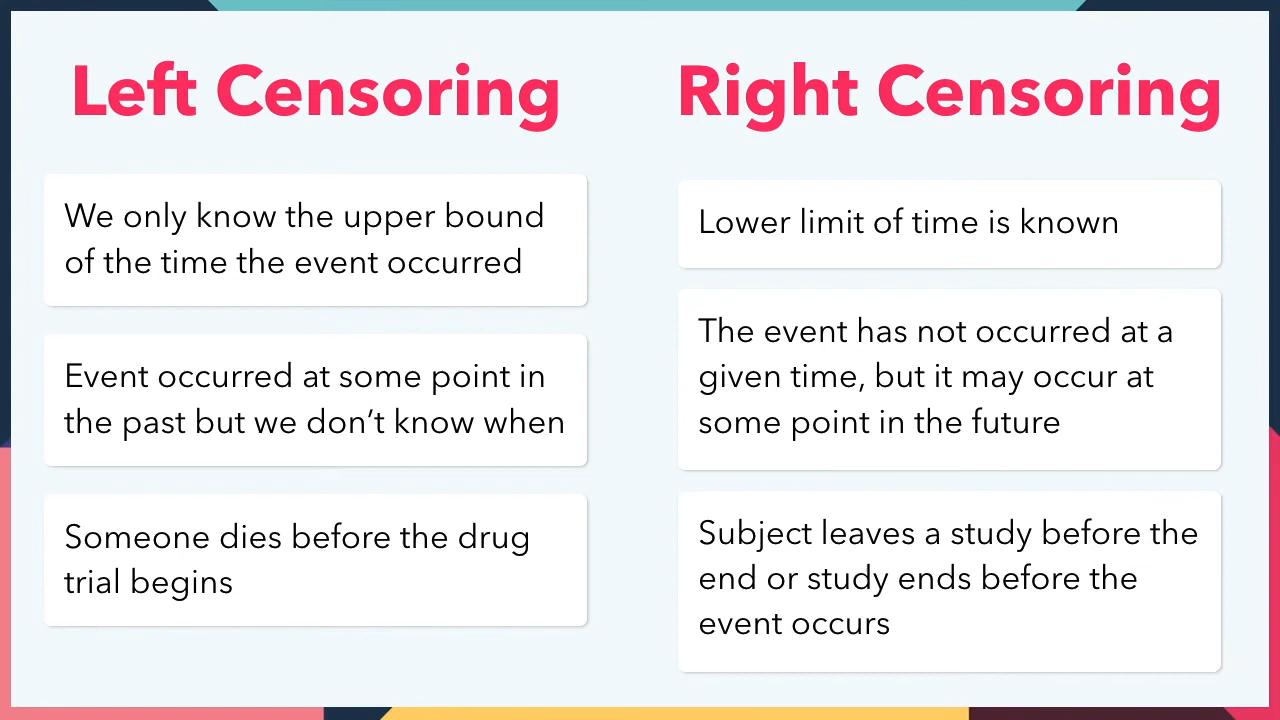 Left Censoring
We only know the upper bound
of the time the event occurred
Event occurred at some point in
the past but we don’t know when
Someone dies before the drug
trial begins
Right Censoring
Lower limit of time is known
The event has not occurred at a
given time, but it may occur at
some point in the future
Subject leaves a study before the
end or study ends before the
event occurs